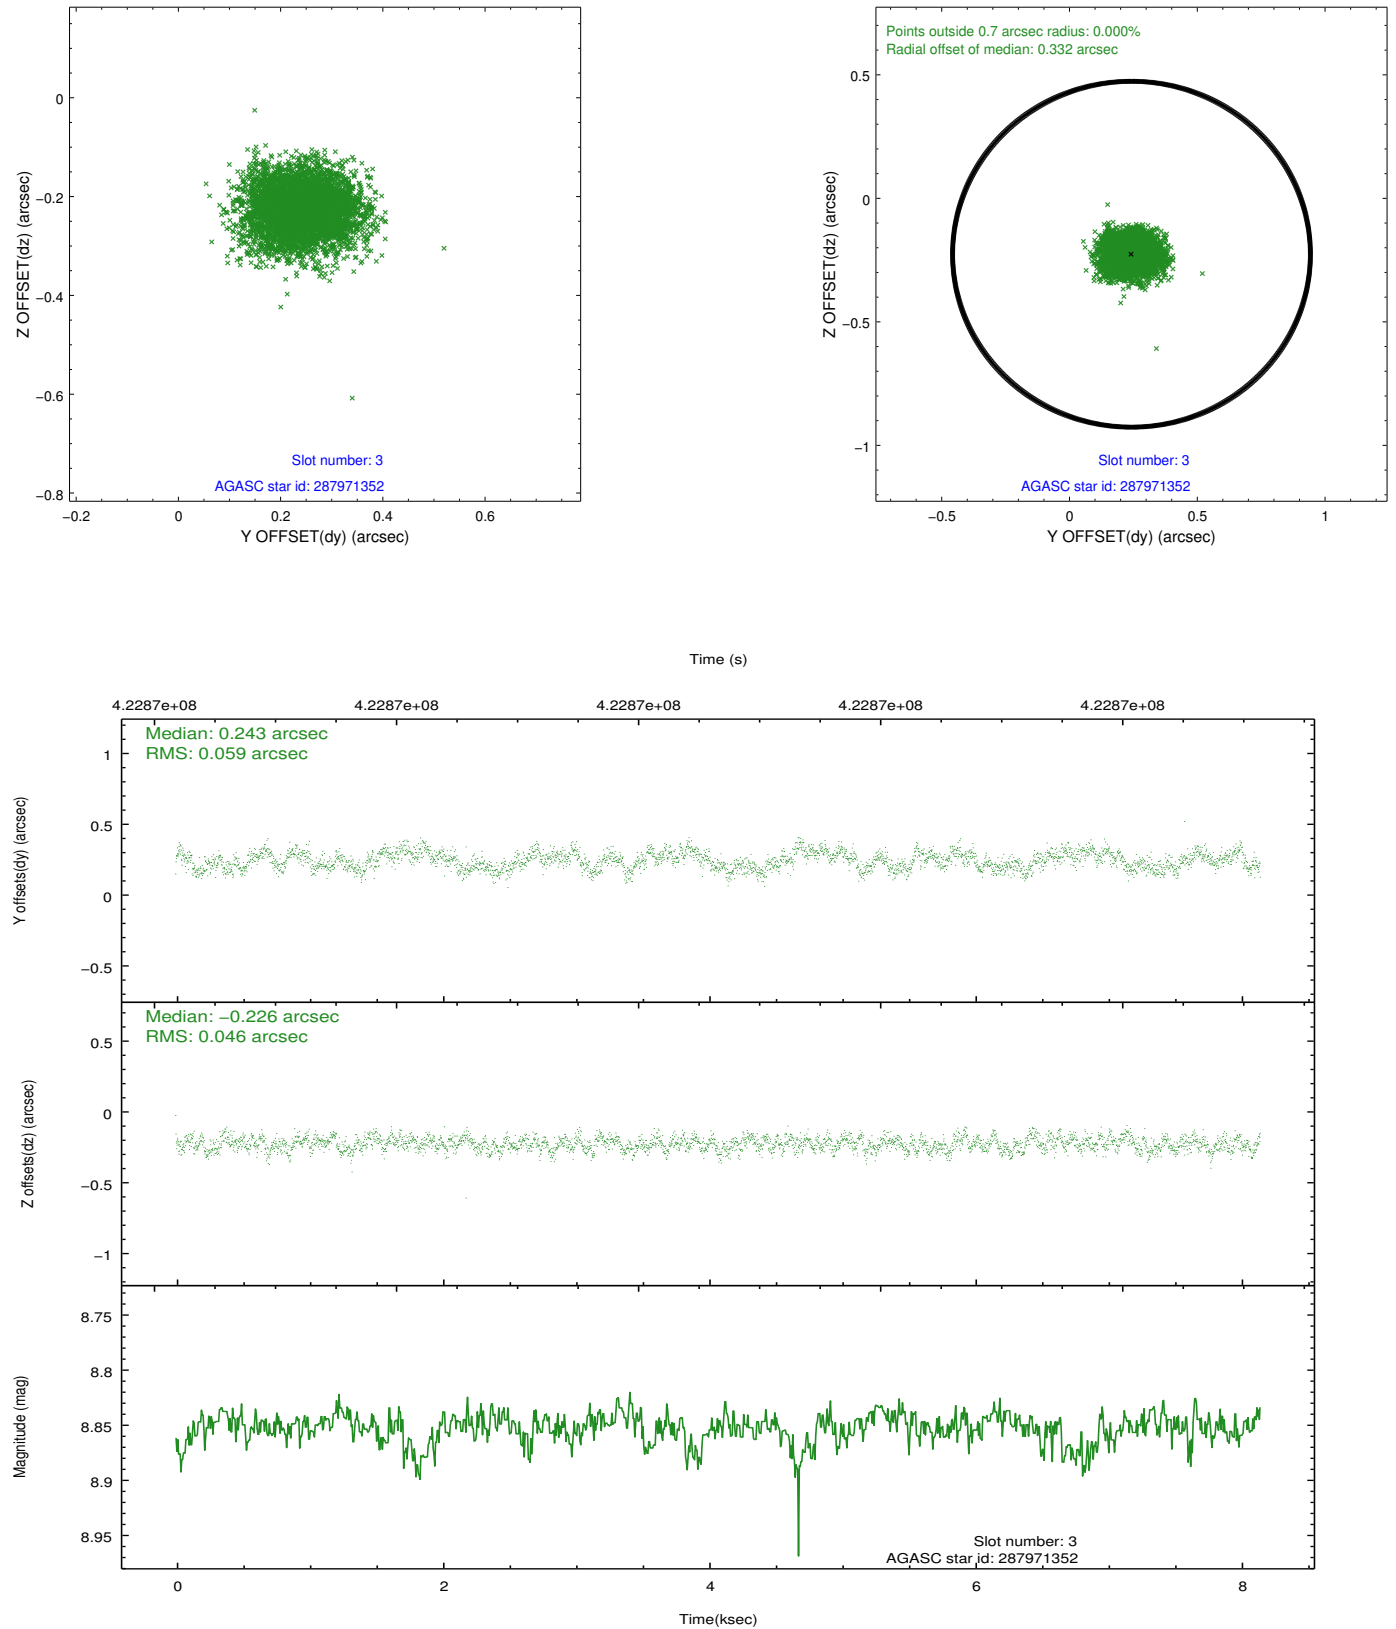 0
−0.2
−0.4
−0.6
−0.8
Z OFFSET(dz) (arcsec)
Slot number: 3
AGASC star id: 287971352
−0.2
0
0.2
0.4
0.6
Y OFFSET(dy) (arcsec)
Points outside 0.7 arcsec radius: 0.000%
Radial offset of median: 0.332 arcsec
0.5
0
−0.5
−1
Z OFFSET(dz) (arcsec)
Slot number: 3
AGASC star id: 287971352
−0.5
0
0.5
1
Y OFFSET(dy) (arcsec)
Time (s)
4.2287e+08
4.2287e+08
4.2287e+08
4.2287e+08
4.2287e+08
Median: 0.243 arcsec
RMS: 0.059 arcsec
1
0.5
0
−0.5
Y offsets(dy) (arcsec)
Median: −0.226 arcsec
RMS: 0.046 arcsec
0.5
0
−0.5
−1
Z offsets(dz) (arcsec)
8.75
8.8
8.85
8.9
8.95
Magnitude (mag)
Slot number: 3
AGASC star id: 287971352
0
2
4
6
8
Time(ksec)